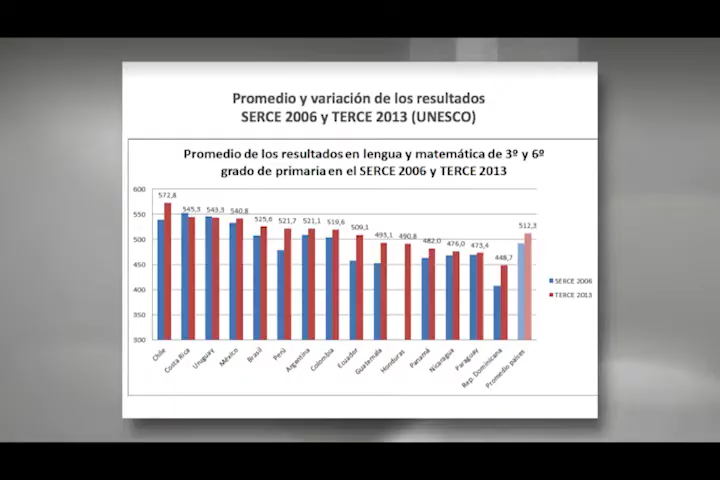 Promedio y variación de los resultados
SERCE 2006 y TERCE 2013 (UNESCO)
Promedio de los resultados en lengua y matemática de 3º y 6º
grado de primaria en el SERCE 2006 y TERCE 2013
600
550
500
450
400
350
300
572,8
545,3
543,3
540,8
525,6
521,7
521,1
519,6
509,1
493,1
490,8
482,0
476,0
473,4
448,7
512,3
SERCE 2006
TERCE 2013
Chile
Costa Rica
Uruguay
México
Brasil
Perú
Argentina
Colombia
Ecuador
Guatemala
Honduras
Panamá
Nicaragua
Paraguay
Rep. Dominicana
Promedio países